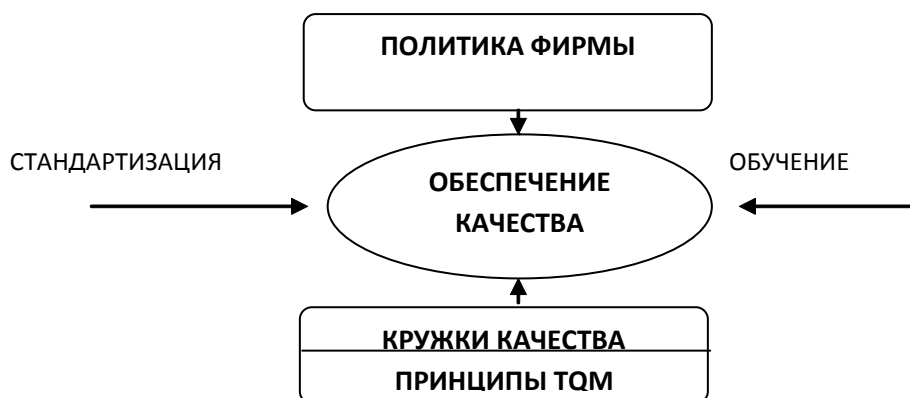 ПОЛИТИКА ФИРМЫ
СТАНДАРТИЗАЦИЯ
ОБУЧЕНИЕ
ОБЕСПЕЧЕНИЕ
КАЧЕСТВА
КРУЖКИ КАЧЕСТВА
ПРИНЦИПЫ TQM